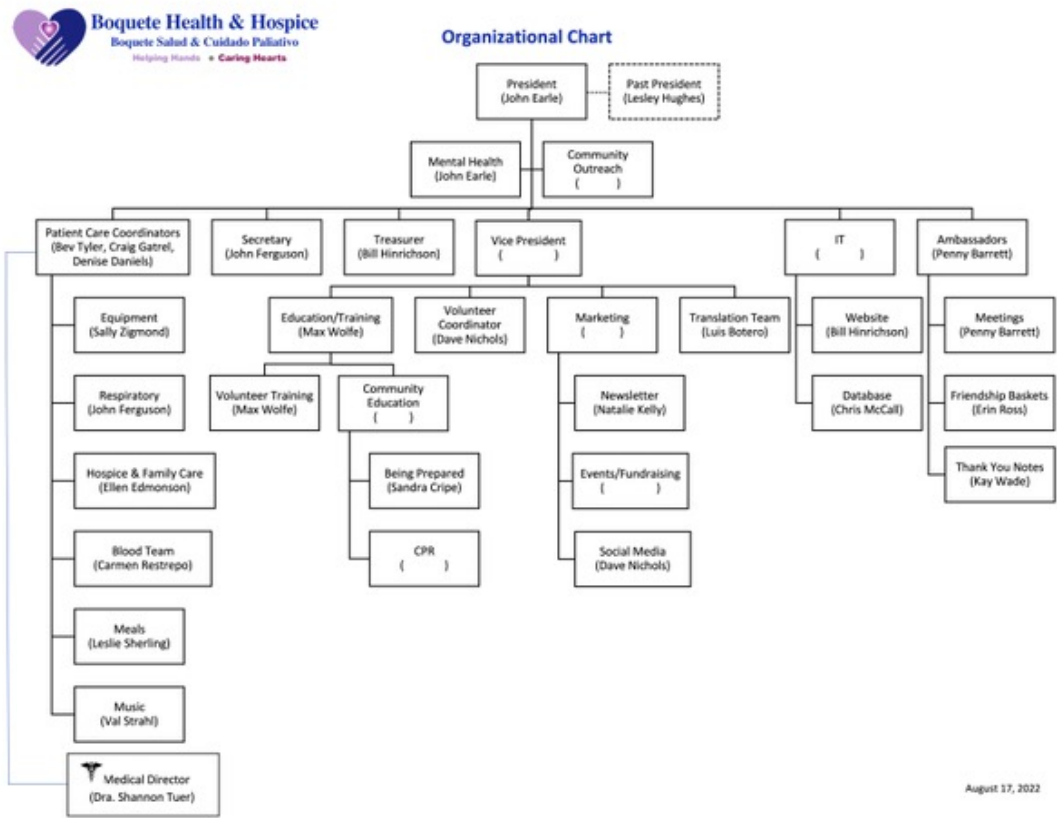 Boquete Health & Hospice
Boquete Salud & Cuidado Paliativo
Helping Hands • Caring Hearts
Organizational Chart
President
(John Earle)
Past President
(Lesley Hughes)
Mental Health
(John Earle)
Community
Outreach
( )
Patient Care Coordinators
(Bev Tyler, Craig Gatrel,
Denise Daniels)
Secretary
(John Ferguson)
Treasurer
(Bill Hinrichson)
Vice President
( )
IT
( )
Ambassadors
(Penny Barrett)
Equipment
(Sally Zigmond)
Education/Training
(Max Wolfe)
Volunteer
Coordinator
(Dave Nichols)
Marketing
( )
Translation Team
(Luis Botero)
Website
(Bill Hinrichson)
Meetings
(Penny Barrett)
Respiratory
(John Ferguson)
Volunteer Training
(Max Wolfe)
Community
Education
( )
Newsletter
(Natalie Kelly)
Database
(Chris McCall)
Friendship Baskets
(Erin Ross)
Hospice & Family Care
(Ellen Edmonson)
Being Prepared
(Sandra Cripe)
Events/Fundraising
( )
Thank You Notes
(Kay Wade)
Blood Team
(Carmen Restrepo)
CPR
( )
Social Media
(Dave Nichols)
Meals
(Leslie Sherling)
Music
(Val Strahl)
Medical Director
(Dra. Shannon Tuer)
August 17, 2022